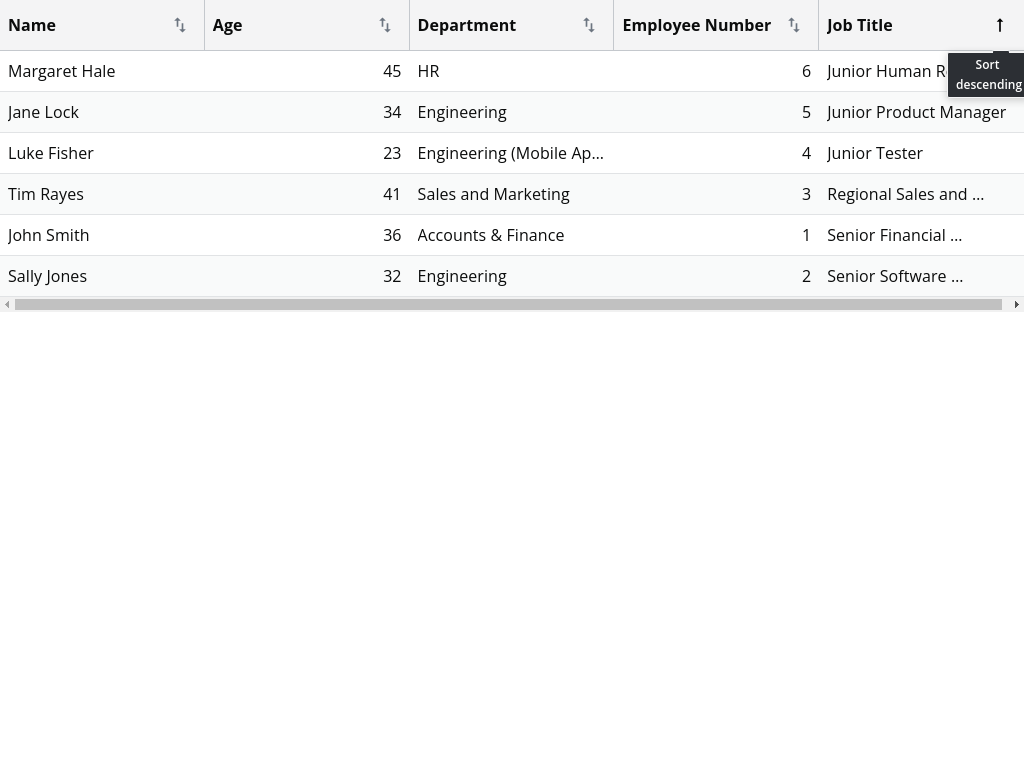 Name Age Department Employee Number Job Title
Sort
descending
Margaret Hale 45 HR 6 Junior Human
Jane Lock 34 Engineering 5 Junior Product Manager
Luke Fisher 23 Engineering (Mobile Ap... 4 Junior Tester
Tim Rayes 41 Sales and Marketing 3 Regional Sales and ...
John Smith 36 Accounts & Finance 1 Senior Financial ...
Sally Jones 32 Engineering 2 Senior Software ...